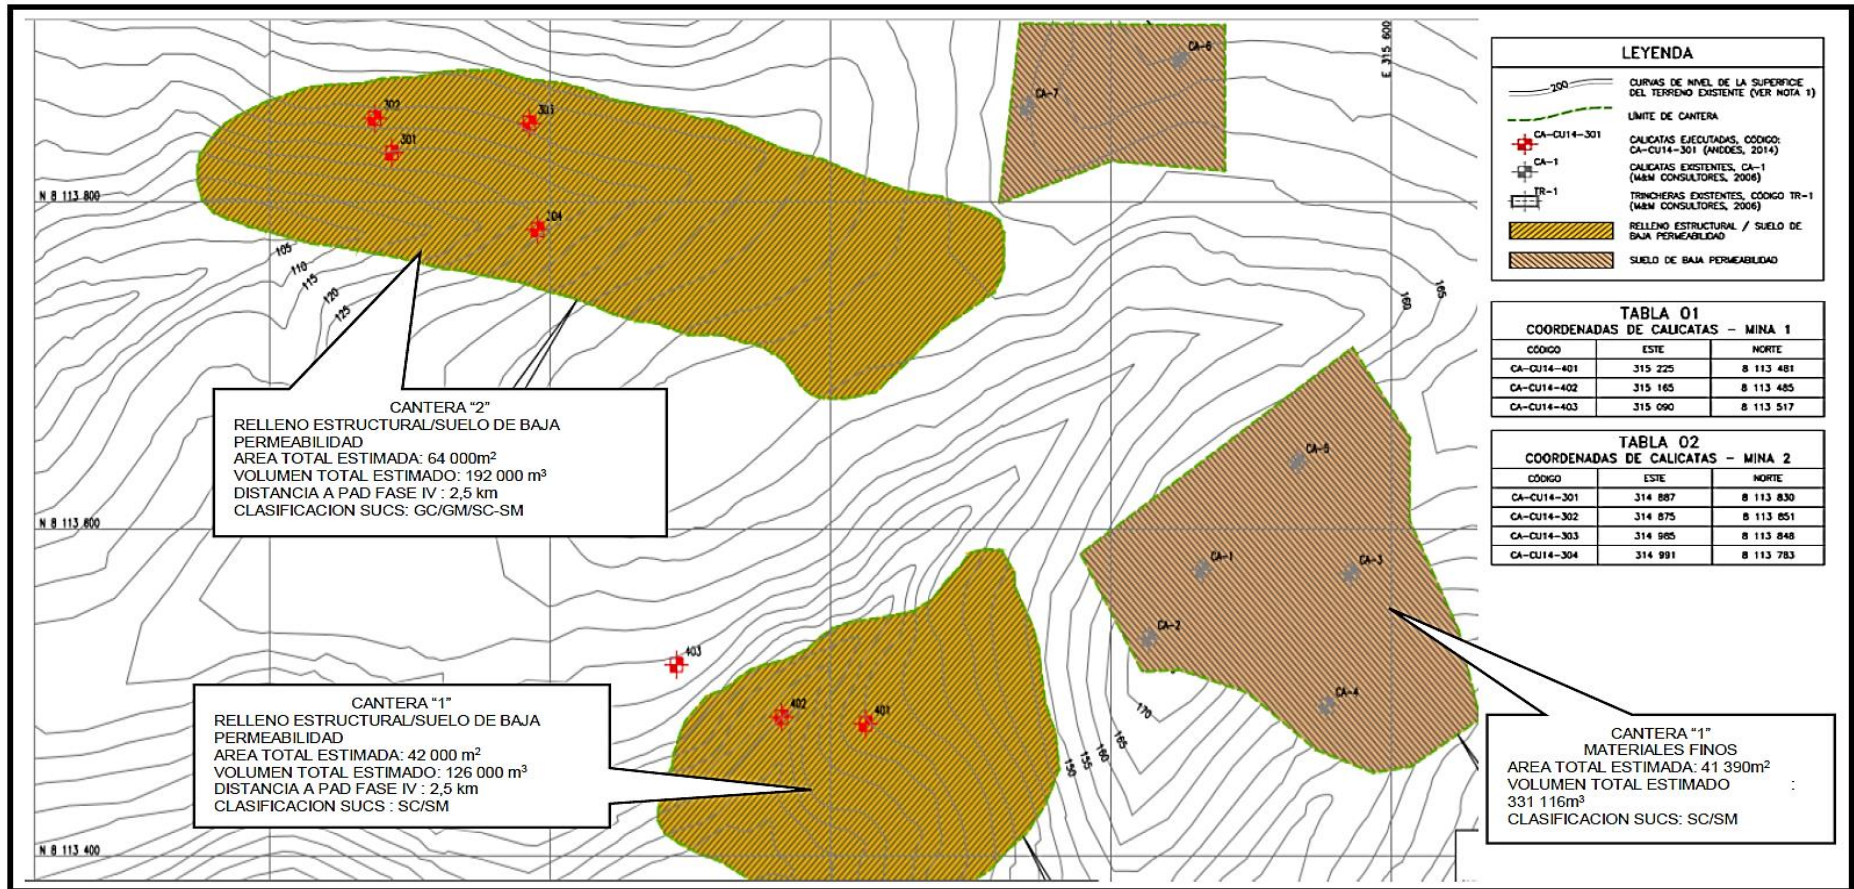 302
303
301
304
N 8 113 800
105
110
115
120
125
CA-6
CA-7
E 315 600
160
165
CANTERA “2”
RELLENO ESTRUCTURAL/SUELO DE BAJA
PERMEABILIDAD
AREA TOTAL ESTIMADA: 64 000m²
VOLUMEN TOTAL ESTIMADO: 192 000 m³
DISTANCIA A PAD FASE IV : 2,5 km
CLASIFICACION SUCS: GC/GM/SC-SM
N 8 113 600
CA-5
CA-1
CA-3
CA-2
CA-4
170
403
402
401
150
155
160
165
CANTERA “1”
RELLENO ESTRUCTURAL/SUELO DE BAJA
PERMEABILIDAD
AREA TOTAL ESTIMADA: 42 000 m²
VOLUMEN TOTAL ESTIMADO: 126 000 m³
DISTANCIA A PAD FASE IV : 2,5 km
CLASIFICACION SUCS : SC/SM
N 8 113 400
CANTERA “1”
MATERIALES FINOS
AREA TOTAL ESTIMADA: 41 390m²
VOLUMEN TOTAL ESTIMADO :
331 116m³
CLASIFICACION SUCS: SC/SM
LEYENDA
200
CURVAS DE NIVEL DE LA SUPERFICIE
DEL TERRENO EXISTENTE (VER NOTA 1)
LÍMITE DE CANTERA
CA-CU14-301
CALICATAS EJECUTADAS, CÓDIGO:
CA-CU14-301 (ANDDES, 2014)
CA-1
CALICATAS EXISTENTES, CA-1
(M&M CONSULTORES, 2006)
TR-1
TRINCHERAS EXISTENTES, CÓDIGO TR-1
(M&M CONSULTORES, 2006)
RELLENO ESTRUCTURAL / SUELO DE
BAJA PERMEABILIDAD
SUELO DE BAJA PERMEABILIDAD
TABLA 01
COORDENADAS DE CALICATAS - MINA 1
CÓDIGO ESTE NORTE
CA-CU14-401 315 225 8 113 481
CA-CU14-402 315 165 8 113 485
CA-CU14-403 315 090 8 113 517
TABLA 02
COORDENADAS DE CALICATAS - MINA 2
CÓDIGO ESTE NORTE
CA-CU14-301 314 887 8 113 830
CA-CU14-302 314 875 8 113 851
CA-CU14-303 314 985 8 113 848
CA-CU14-304 314 991 8 113 783